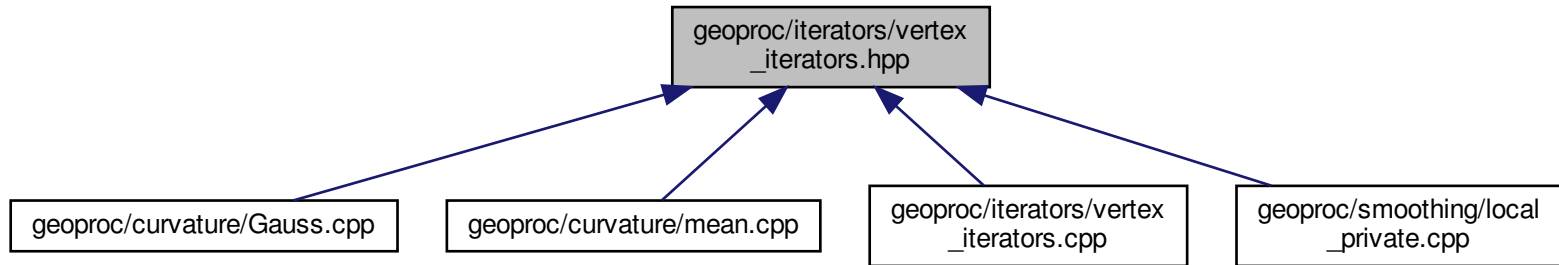 geoproc/iterators/vertex
_iterators.hpp
geoproc/curvature/Gauss.cpp
geoproc/curvature/mean.cpp
geoproc/iterators/vertex
_iterators.cpp
geoproc/smoothing/local
_private.cpp